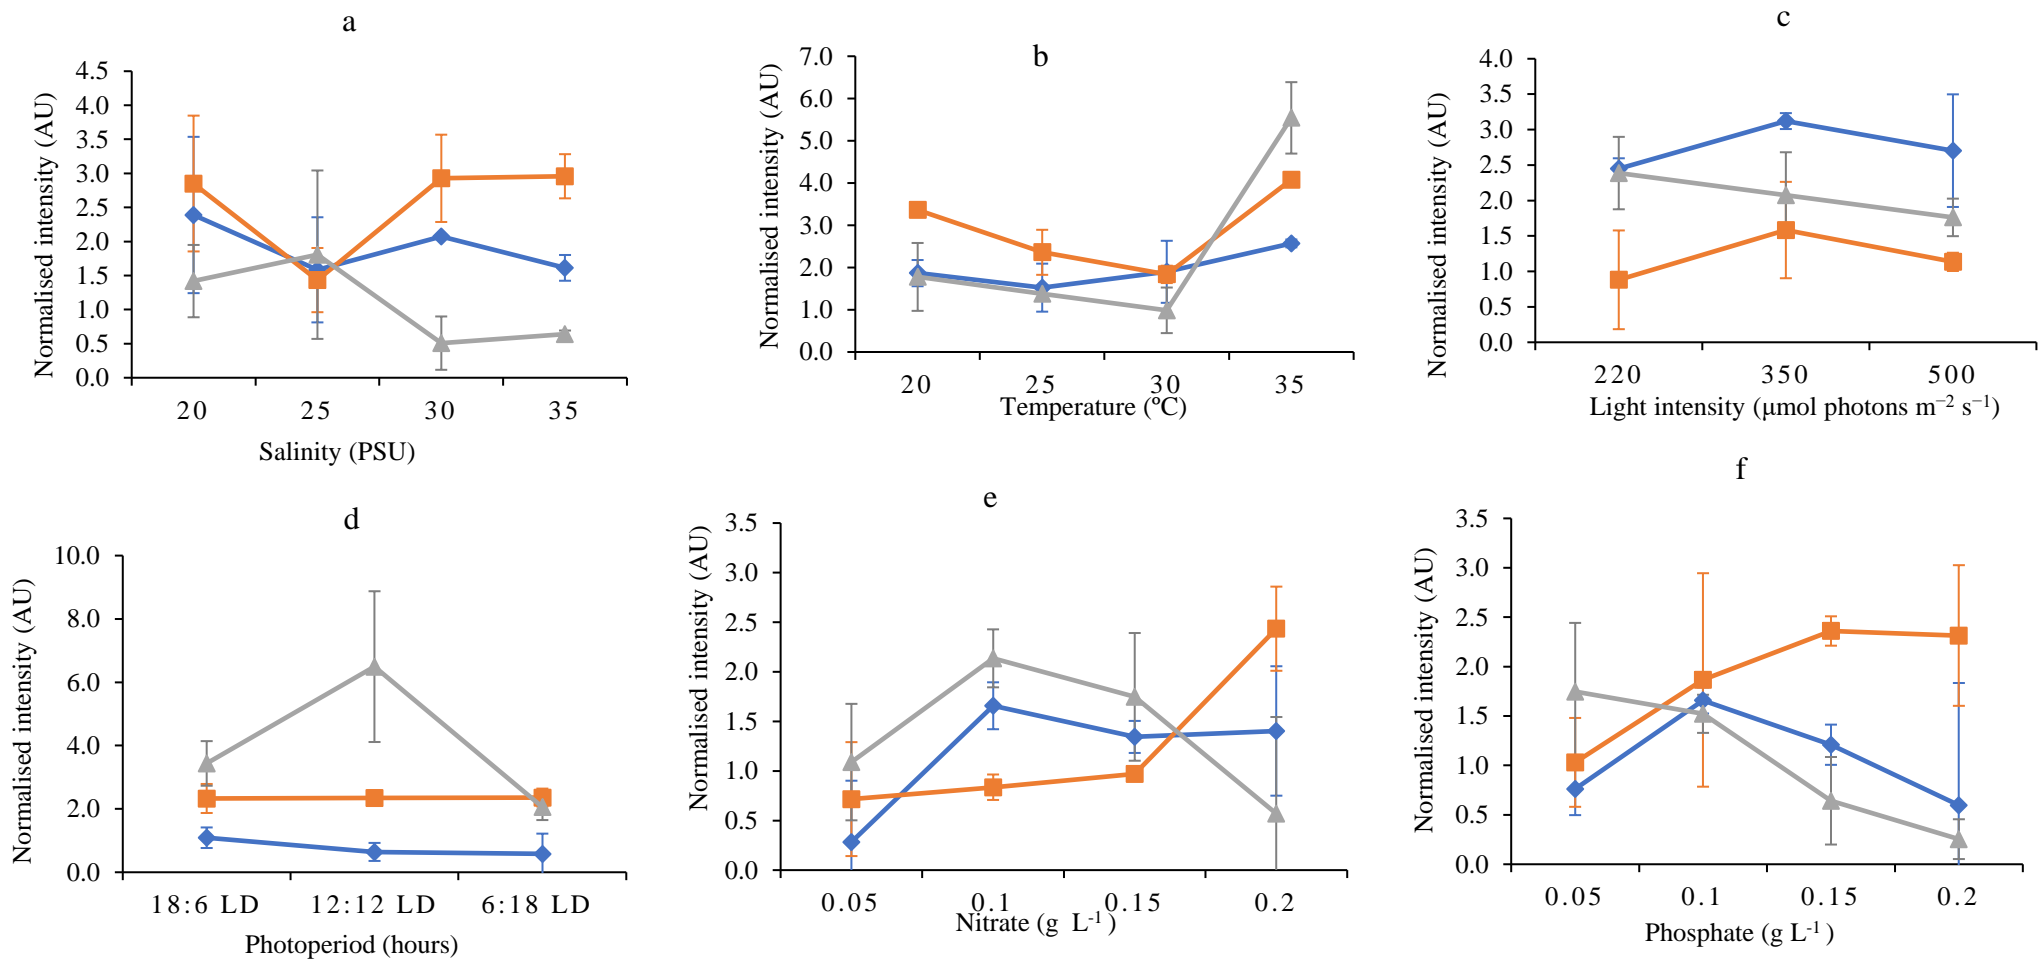 a
Normalised intensity (AU)
4.5
4.0
3.5
3.0
2.5
2.0
1.5
1.0
0.5
0.0
20 25 30 35
Salinity (PSU)
b
Normalised intensity (AU)
7.0
6.0
5.0
4.0
3.0
2.0
1.0
0.0
20 25 30 35
Temperature (ºC)
c
Normalised intensity (AU)
4.0
3.5
3.0
2.5
2.0
1.5
1.0
0.5
0.0
220 350 500
Light intensity (µmol photons m⁻² s⁻¹)
d
Normalised intensity (AU)
10.0
8.0
6.0
4.0
2.0
0.0
18:6 LD 12:12 LD 6:18 LD
Photoperiod (hours)
e
Normalised intensity (AU)
3.5
3.0
2.5
2.0
1.5
1.0
0.5
0.0
0.05 0.1 0.15 0.2
Nitrate (g L⁻¹)
f
Normalised intensity (AU)
3.5
3.0
2.5
2.0
1.5
1.0
0.5
0.0
0.05 0.1 0.15 0.2
Phosphate (g L⁻¹)